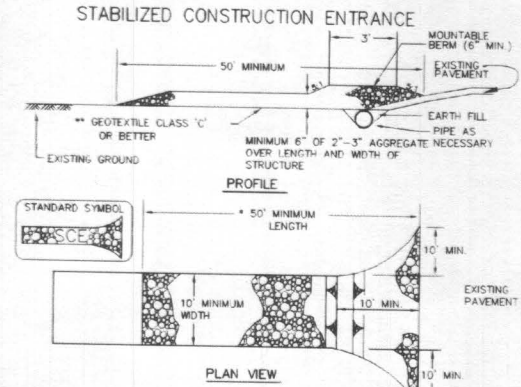 STABILIZED CONSTRUCTION ENTRANCE
3'
MOUNTABLE
BERM (6" MIN.)
50' MINIMUM
EXISTING
PAVEMENT
5:1
** GEOTEXTILE CLASS 'C'
OR BETTER
EARTH FILL
PIPE AS
NECESSARY
MINIMUM 6" OF 2"-3" AGGREGATE
OVER LENGTH AND WIDTH OF
STRUCTURE
EXISTING GROUND
PROFILE
STANDARD SYMBOL
SCE
* 50' MINIMUM
LENGTH
10' MIN.
10' MINIMUM
WIDTH
10' MIN.
EXISTING
PAVEMENT
10' MIN.
PLAN VIEW